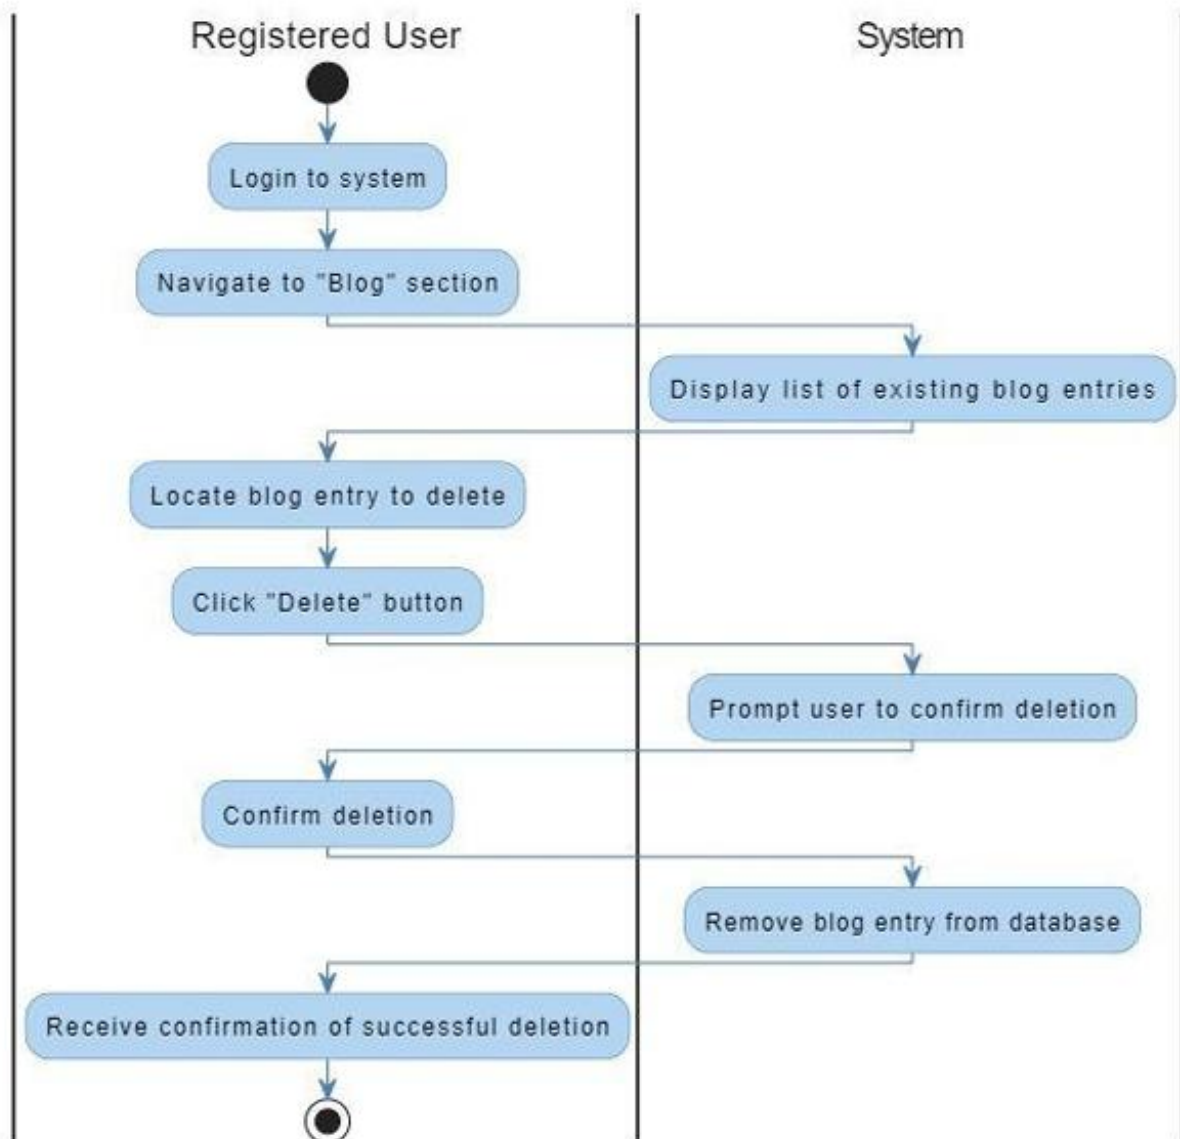 Registered User
System
Login to system
Navigate to "Blog" section
Display list of existing blog entries
Locate blog entry to delete
Click "Delete" button
Prompt user to confirm deletion
Confirm deletion
Remove blog entry from database
Receive confirmation of successful deletion